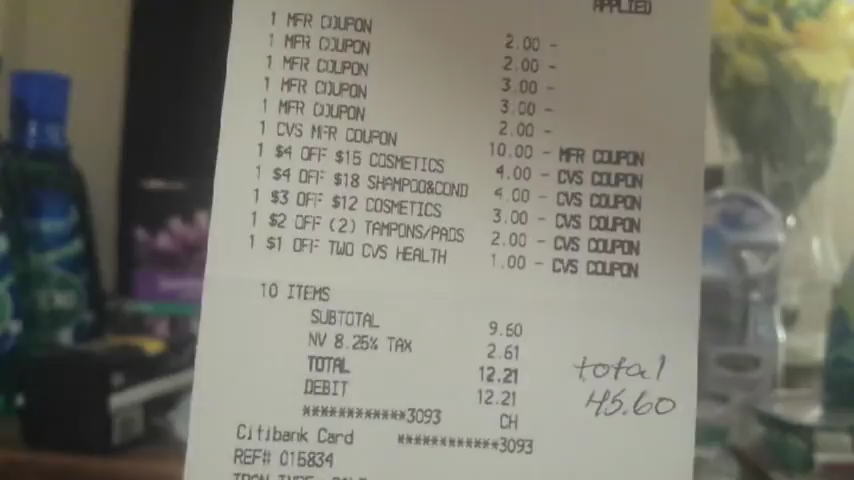 APPLIED
1 MFR COUPON 2.00 -
1 MFR COUPON 2.00 -
1 MFR COUPON 3.00 -
1 MFR COUPON 3.00 -
1 MFR COUPON 2.00 -
1 CVS MFR COUPON 10.00 - MFR COUPON
1 $4 OFF $15 COSMETICS 4.00 - CVS COUPON
1 $4 OFF $18 SHAMPOO&COND 4.00 - CVS COUPON
1 $3 OFF $12 COSMETICS 3.00 - CVS COUPON
1 $2 OFF (2) TAMPONS/PADS 2.00 - CVS COUPON
1 $1 OFF TWO CVS HEALTH 1.00 - CVS COUPON
10 ITEMS
SUBTOTAL 9.60
NV 8.25% TAX 2.61
TOTAL 12.21
DEBIT 12.21
************3093 CH
Citibank Card ************3093
REF# 015834
total
45.60